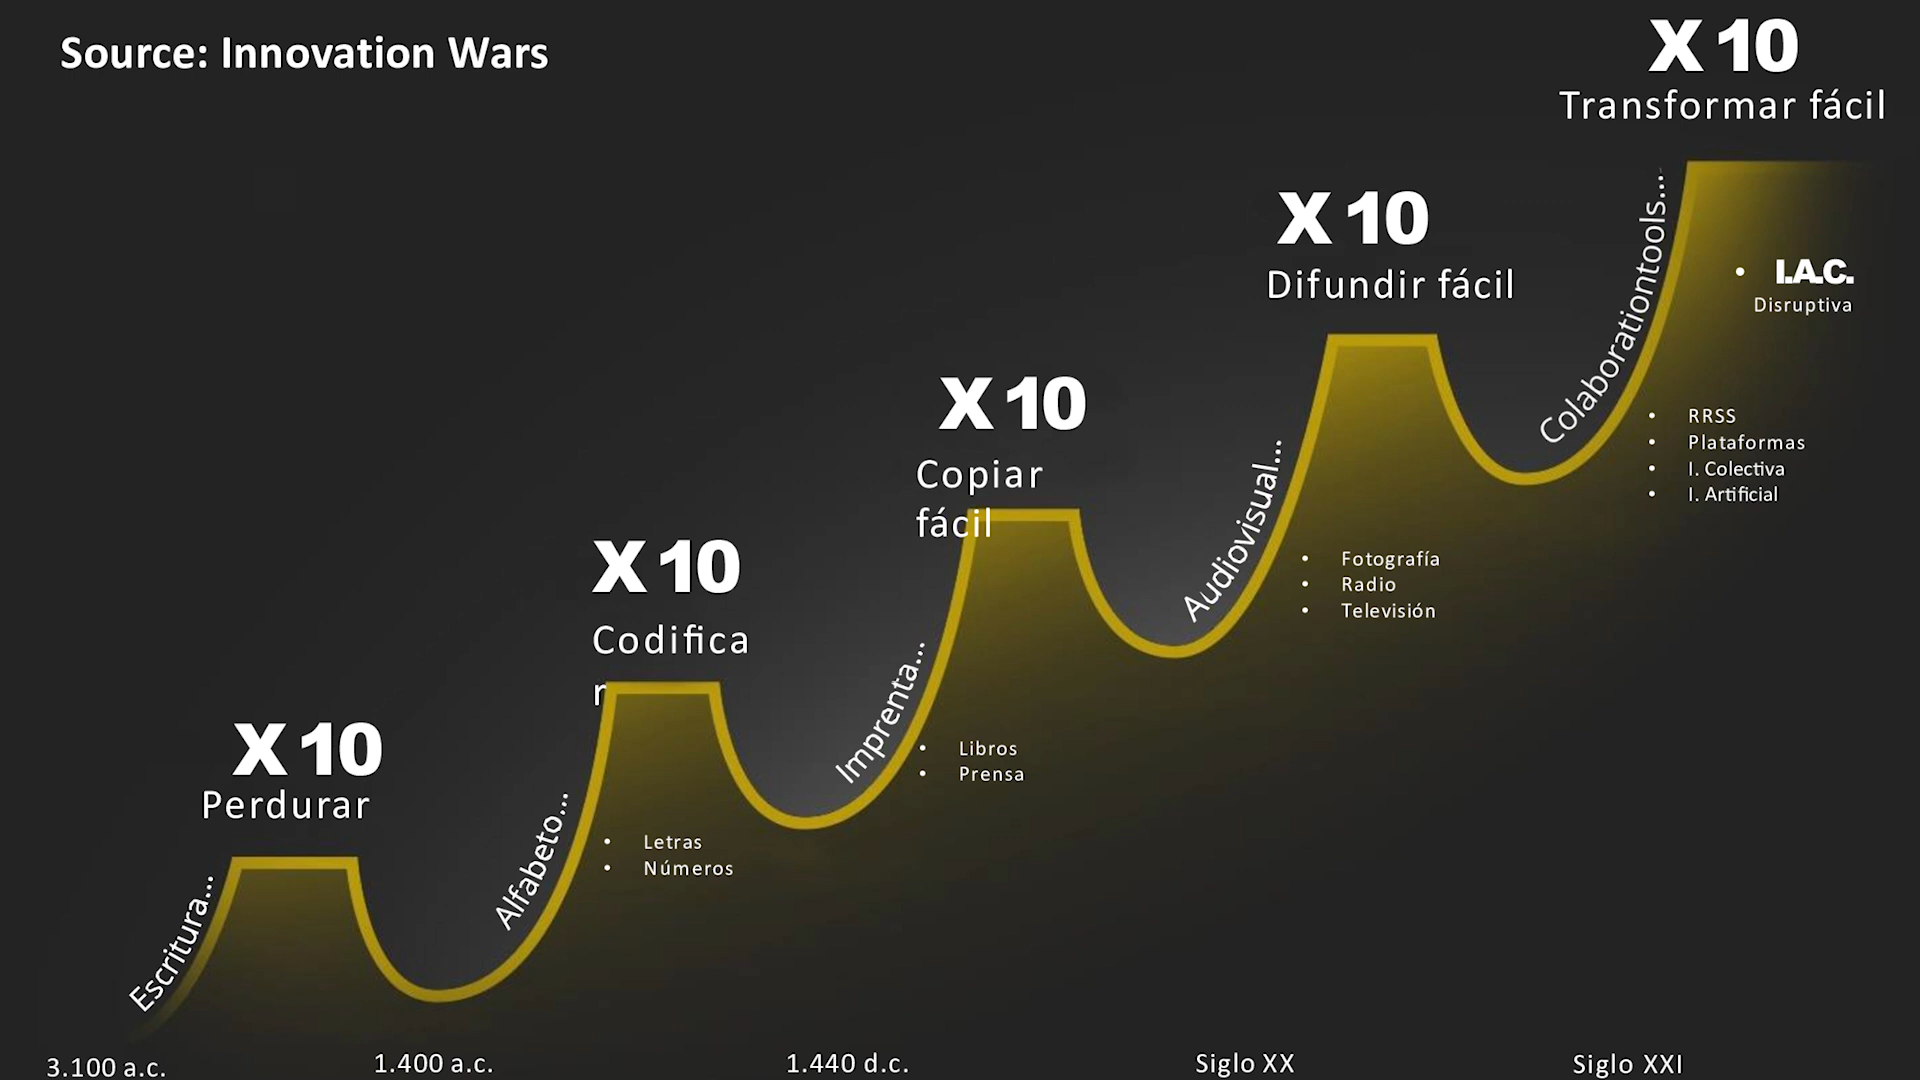 Source: Innovation Wars
X 10
Transformar fácil
X 10
Difundir fácil
X 10
Copiar
fácil
X 10
Codifica
r
X 10
Perdurar
Escritura...
Alfabeto...
Imprenta...
Audiovisual...
Colaborationtools...
• I.A.C.
Disruptiva
• RRSS
• Plataformas
• I. Colectiva
• I. Artificial
• Fotografía
• Radio
• Televisión
• Libros
• Prensa
• Letras
• Números
3.100 a.c.
1.400 a.c.
1.440 d.c.
Siglo XX
Siglo XXI